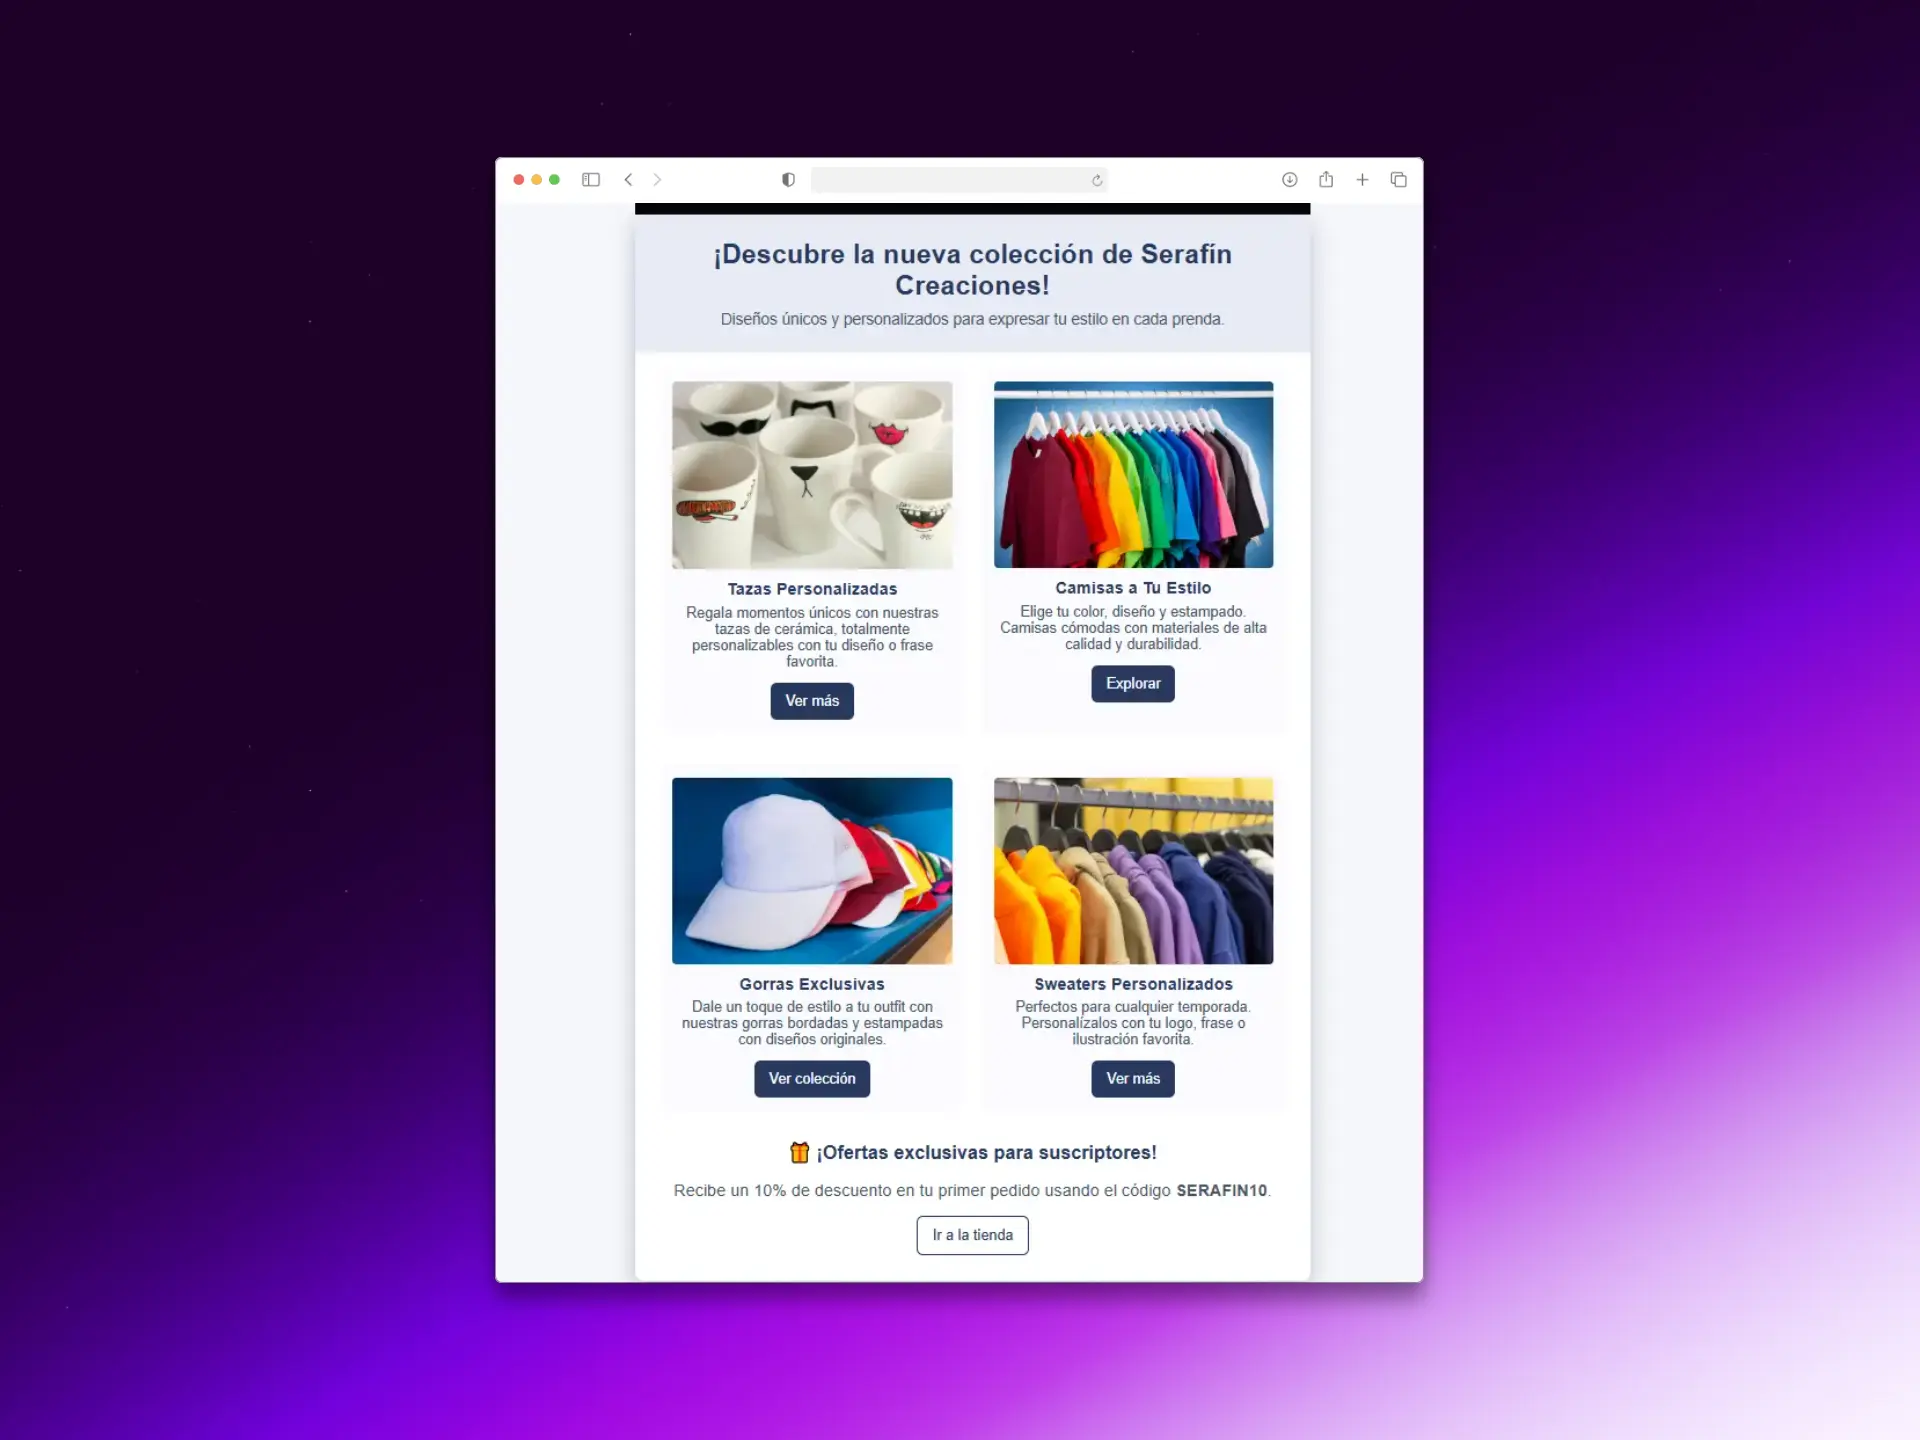 ¡Descubre la nueva colección de Serafín
Creaciones!
Diseños únicos y personalizados para expresar tu estilo en cada prenda.
Tazas Personalizadas
Regala momentos únicos con nuestras
tazas de cerámica, totalmente
personalizables con tu diseño o frase
favorita.
Ver más
Camisas a Tu Estilo
Elige tu color, diseño y estampado.
Camisas cómodas con materiales de alta
calidad y durabilidad.
Explorar
Gorras Exclusivas
Dale un toque de estilo a tu outfit con
nuestras gorras bordadas y estampadas
con diseños originales.
Ver colección
Sweaters Personalizados
Perfectos para cualquier temporada.
Personalízalos con tu logo, frase o
ilustración favorita.
Ver más
🎁 ¡Ofertas exclusivas para suscriptores!
Recibe un 10% de descuento en tu primer pedido usando el código SERAFIN10.
Ir a la tienda